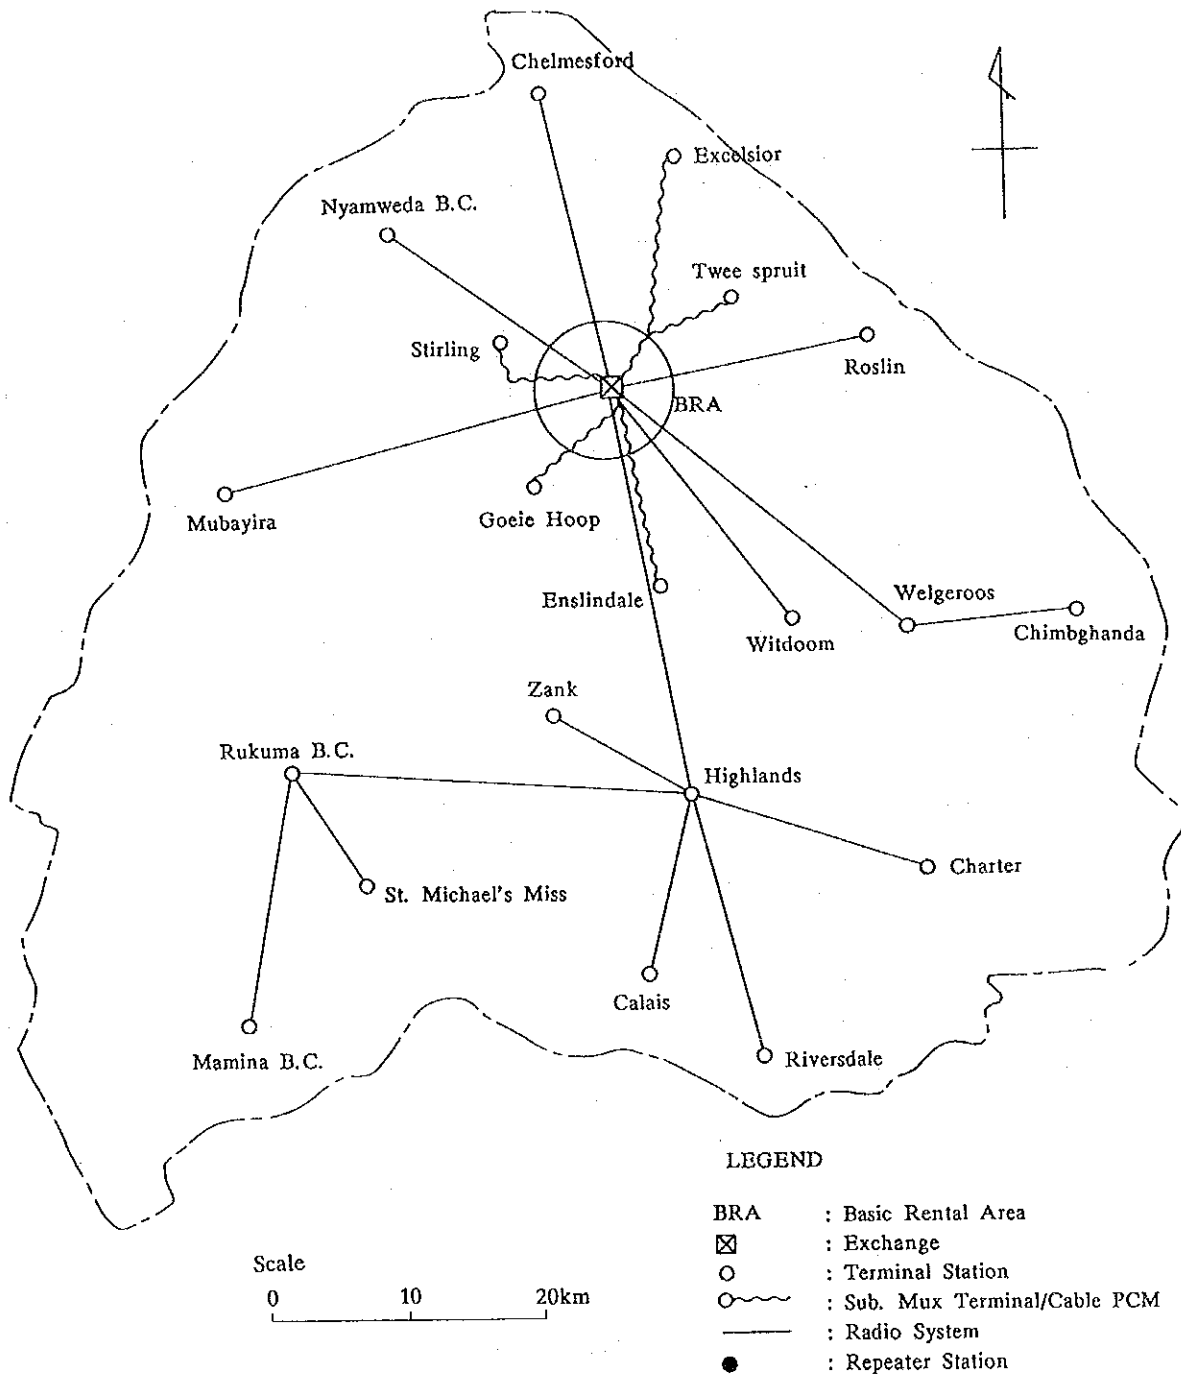 Chelmesford
Excelsior
Nyamweda B.C.
Twee spruit
Stirling
Roslin
BRA
Mubayira
Goeie Hoop
Enslindale
Welgeroos
Witdoom
Chimbghanda
Zank
Rukuma B.C.
Highlands
Charter
St. Michael's Miss
Calais
Mamina B.C.
Riversdale
LEGEND
BRA : Basic Rental Area
: Exchange
: Terminal Station
: Sub. Mux Terminal/Cable PCM
: Radio System
: Repeater Station
Scale
0 10 20km